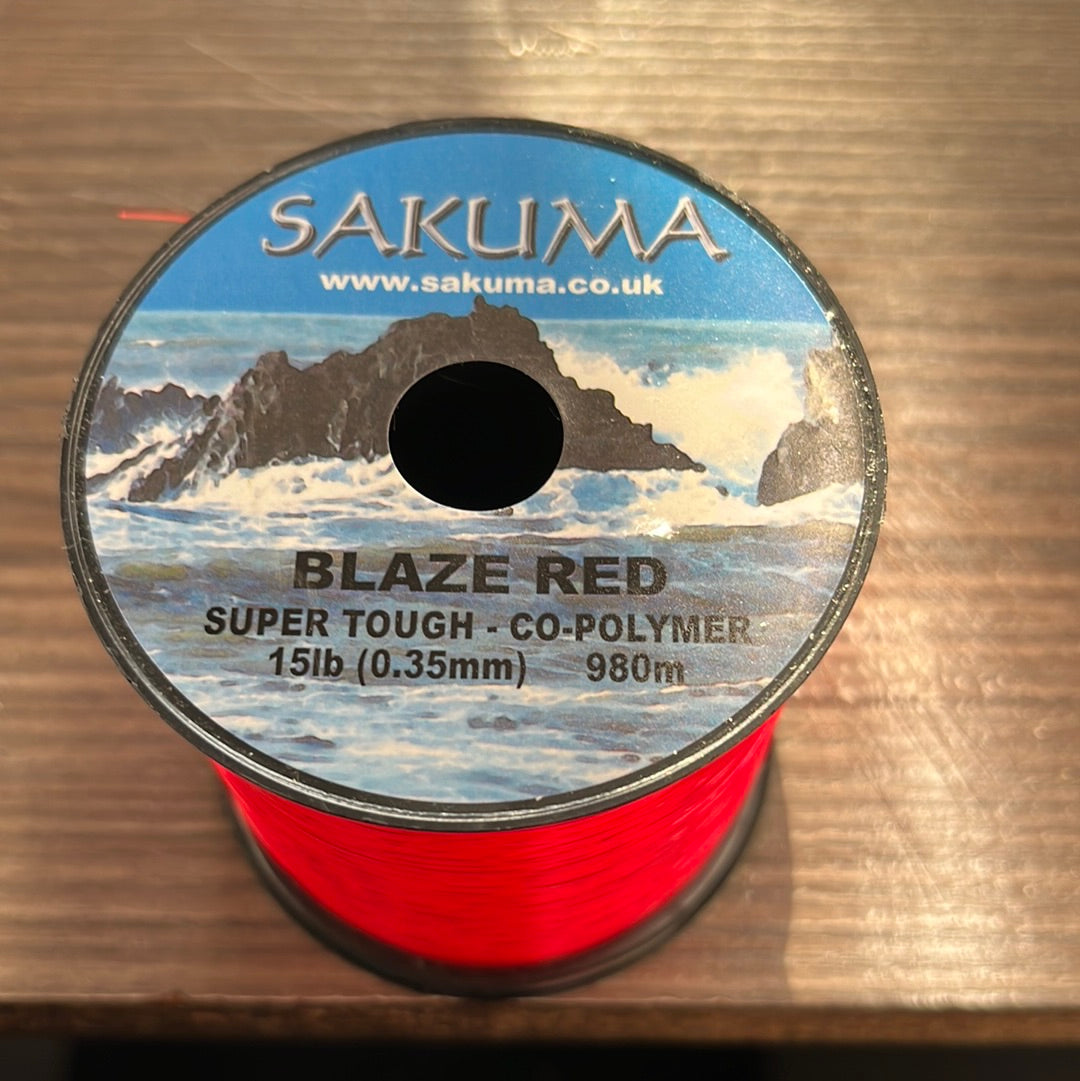 SAKUMA
www.sakuma.co.uk
BLAZE RED
SUPER TOUGH - CO-POLYMER
15lb (0.35mm) 980m